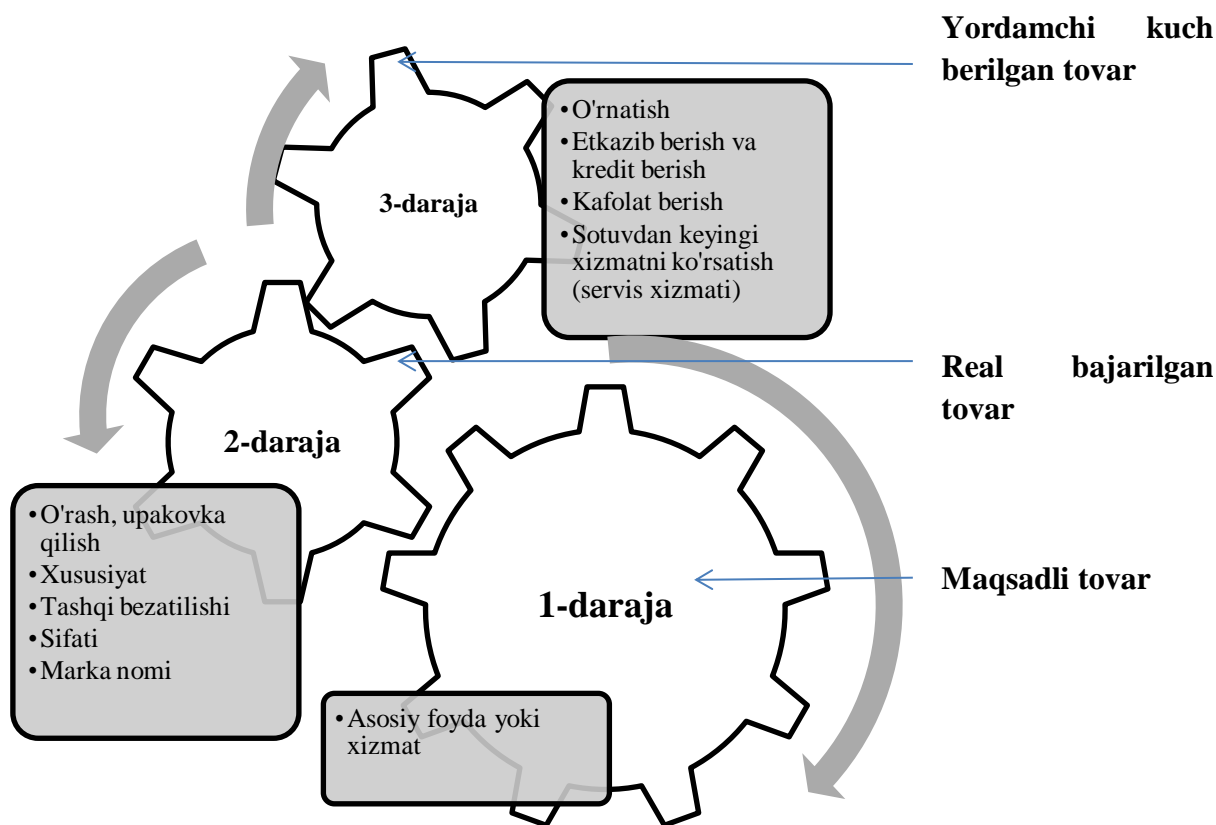 Yordamchi kuch
berilgan tovar
• O'rnatish
• Etkazib berish va
kredit berish
• Kafolat berish
• Sotuvdan keyingi
xizmatni ko'rsatish
(servis xizmati)
3-daraja
Real bajarilgan
tovar
2-daraja
• O'rash, upakovka
qilish
• Xususiyat
• Tashqi bezatilishi
• Sifati
• Marka nomi
Maqsadli tovar
1-daraja
• Asosiy foyda yoki
xizmat